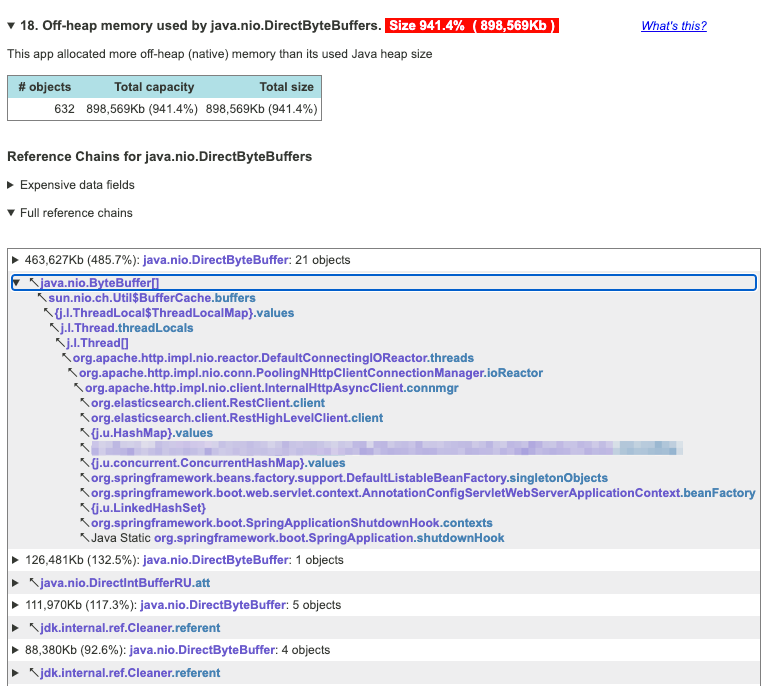 18. Off-heap memory used by java.nio.DirectByteBuffers. Size 941.4% ( 898,569Kb ) What's this?
This app allocated more off-heap (native) memory than its used Java heap size
# objects Total capacity Total size
632 898,569Kb (941.4%) 898,569Kb (941.4%)
Reference Chains for java.nio.DirectByteBuffers
Expensive data fields
Full reference chains
463,627Kb (485.7%): java.nio.DirectByteBuffer: 21 objects
↖java.nio.ByteBuffer[]
↖sun.nio.ch.Util$BufferCache.buffers
↖{j.l.ThreadLocal$ThreadLocalMap}.values
↖j.l.Thread.threadLocals
↖j.l.Thread[]
↖org.apache.http.impl.nio.reactor.DefaultConnectingIOReactor.threads
↖org.apache.http.impl.nio.conn.PoolingNHttpClientConnectionManager.ioReactor
↖org.apache.http.impl.nio.client.InternalHttpAsyncClient.connmgr
↖org.elasticsearch.client.RestClient.client
↖org.elasticsearch.client.RestHighLevelClient.client
↖{j.u.HashMap}.values
↖
↖{j.u.concurrent.ConcurrentHashMap}.values
↖org.springframework.beans.factory.support.DefaultListableBeanFactory.singletonObjects
↖org.springframework.boot.web.servlet.context.AnnotationConfigServletWebServerApplicationContext.beanFactory
↖{j.u.LinkedHashSet}
↖org.springframework.boot.SpringApplicationShutdownHook.contexts
↖Java Static org.springframework.boot.SpringApplication.shutdownHook
126,481Kb (132.5%): java.nio.DirectByteBuffer: 1 objects
↖java.nio.DirectIntBufferRU.att
111,970Kb (117.3%): java.nio.DirectByteBuffer: 5 objects
↖jdk.internal.ref.Cleaner.referent
88,380Kb (92.6%): java.nio.DirectByteBuffer: 4 objects
↖jdk.internal.ref.Cleaner.referent